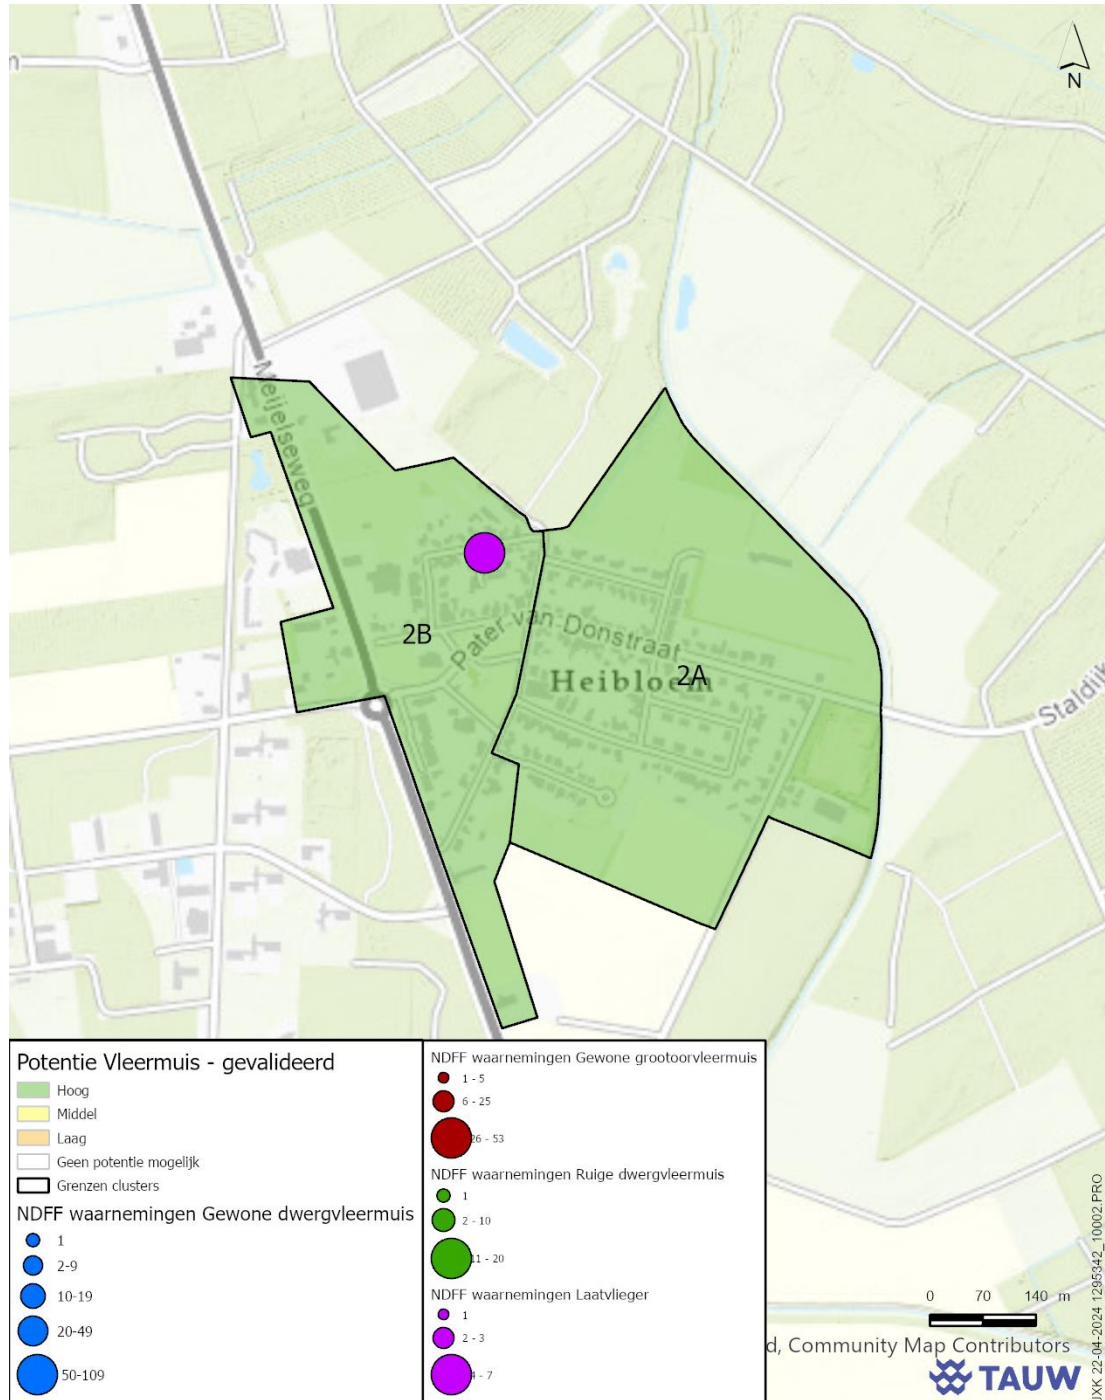 N
Meijelseweg
2B
Pater van Donstraat
2A
Heibloem
Staldijk
Potentie Vleermuis - gevalideerd
Hoog
Middel
Laag
Geen potentie mogelijk
Grenzen clusters
NDFF waarnemingen Gewone dwergvleermuis
1
2-9
10-19
20-49
50-109
NDFF waarnemingen Gewone grootoorvleermuis
1 - 5
6 - 25
26 - 53
NDFF waarnemingen Ruige dwergvleermuis
1
2 - 10
11 - 20
NDFF waarnemingen Laatvlieger
1
2 - 3
4 - 7
0 70 140 m
d, Community Map Contributors
TAUW
22-04-2024 1295342_10002.PRO